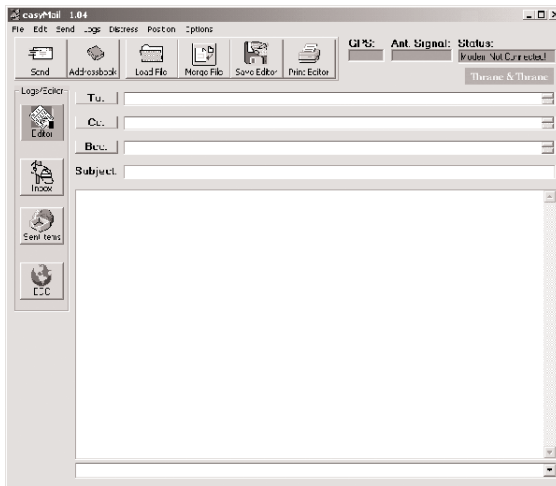 easyMail 1.04
File Edit Send Logs Distress Position Options
Send Addressbook Load File Merge File Save Editor Print Editor
GPS: Ant. Signal: Status:
Modem Not Connected!
Thrane & Thrane
Logs/Editor
Editor
Inbox
Sent Items
EGC
To:
Cc:
Bcc:
Subject: